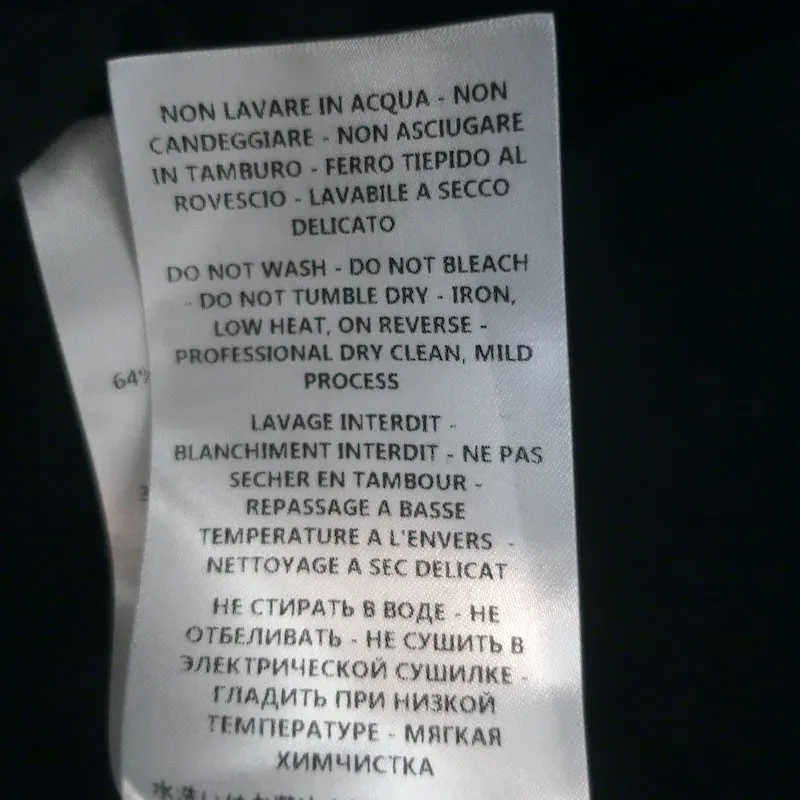 NON LAVARE IN ACQUA - NON
CANDEGGIARE - NON ASCIUGARE
IN TAMBURO - FERRO TIEPIDO AL
ROVESCIO - LAVABILE A SECCO
DELICATO
DO NOT WASH - DO NOT BLEACH
- DO NOT TUMBLE DRY - IRON,
LOW HEAT, ON REVERSE -
PROFESSIONAL DRY CLEAN, MILD
PROCESS
LAVAGE INTERDIT -
BLANCHIMENT INTERDIT - NE PAS
SECHER EN TAMBOUR -
REPASSAGE A BASSE
TEMPERATURE A L'ENVERS -
NETTOYAGE A SEC DELICAT
НЕ СТИРАТЬ В ВОДЕ - НЕ
ОТБЕЛИВАТЬ - НЕ СУШИТЬ В
ЭЛЕКТРИЧЕСКОЙ СУШИЛКЕ -
ГЛАДИТЬ ПРИ НИЗКОЙ
ТЕМПЕРАТУРЕ - МЯГКАЯ
ХИМЧИСТКА
64%